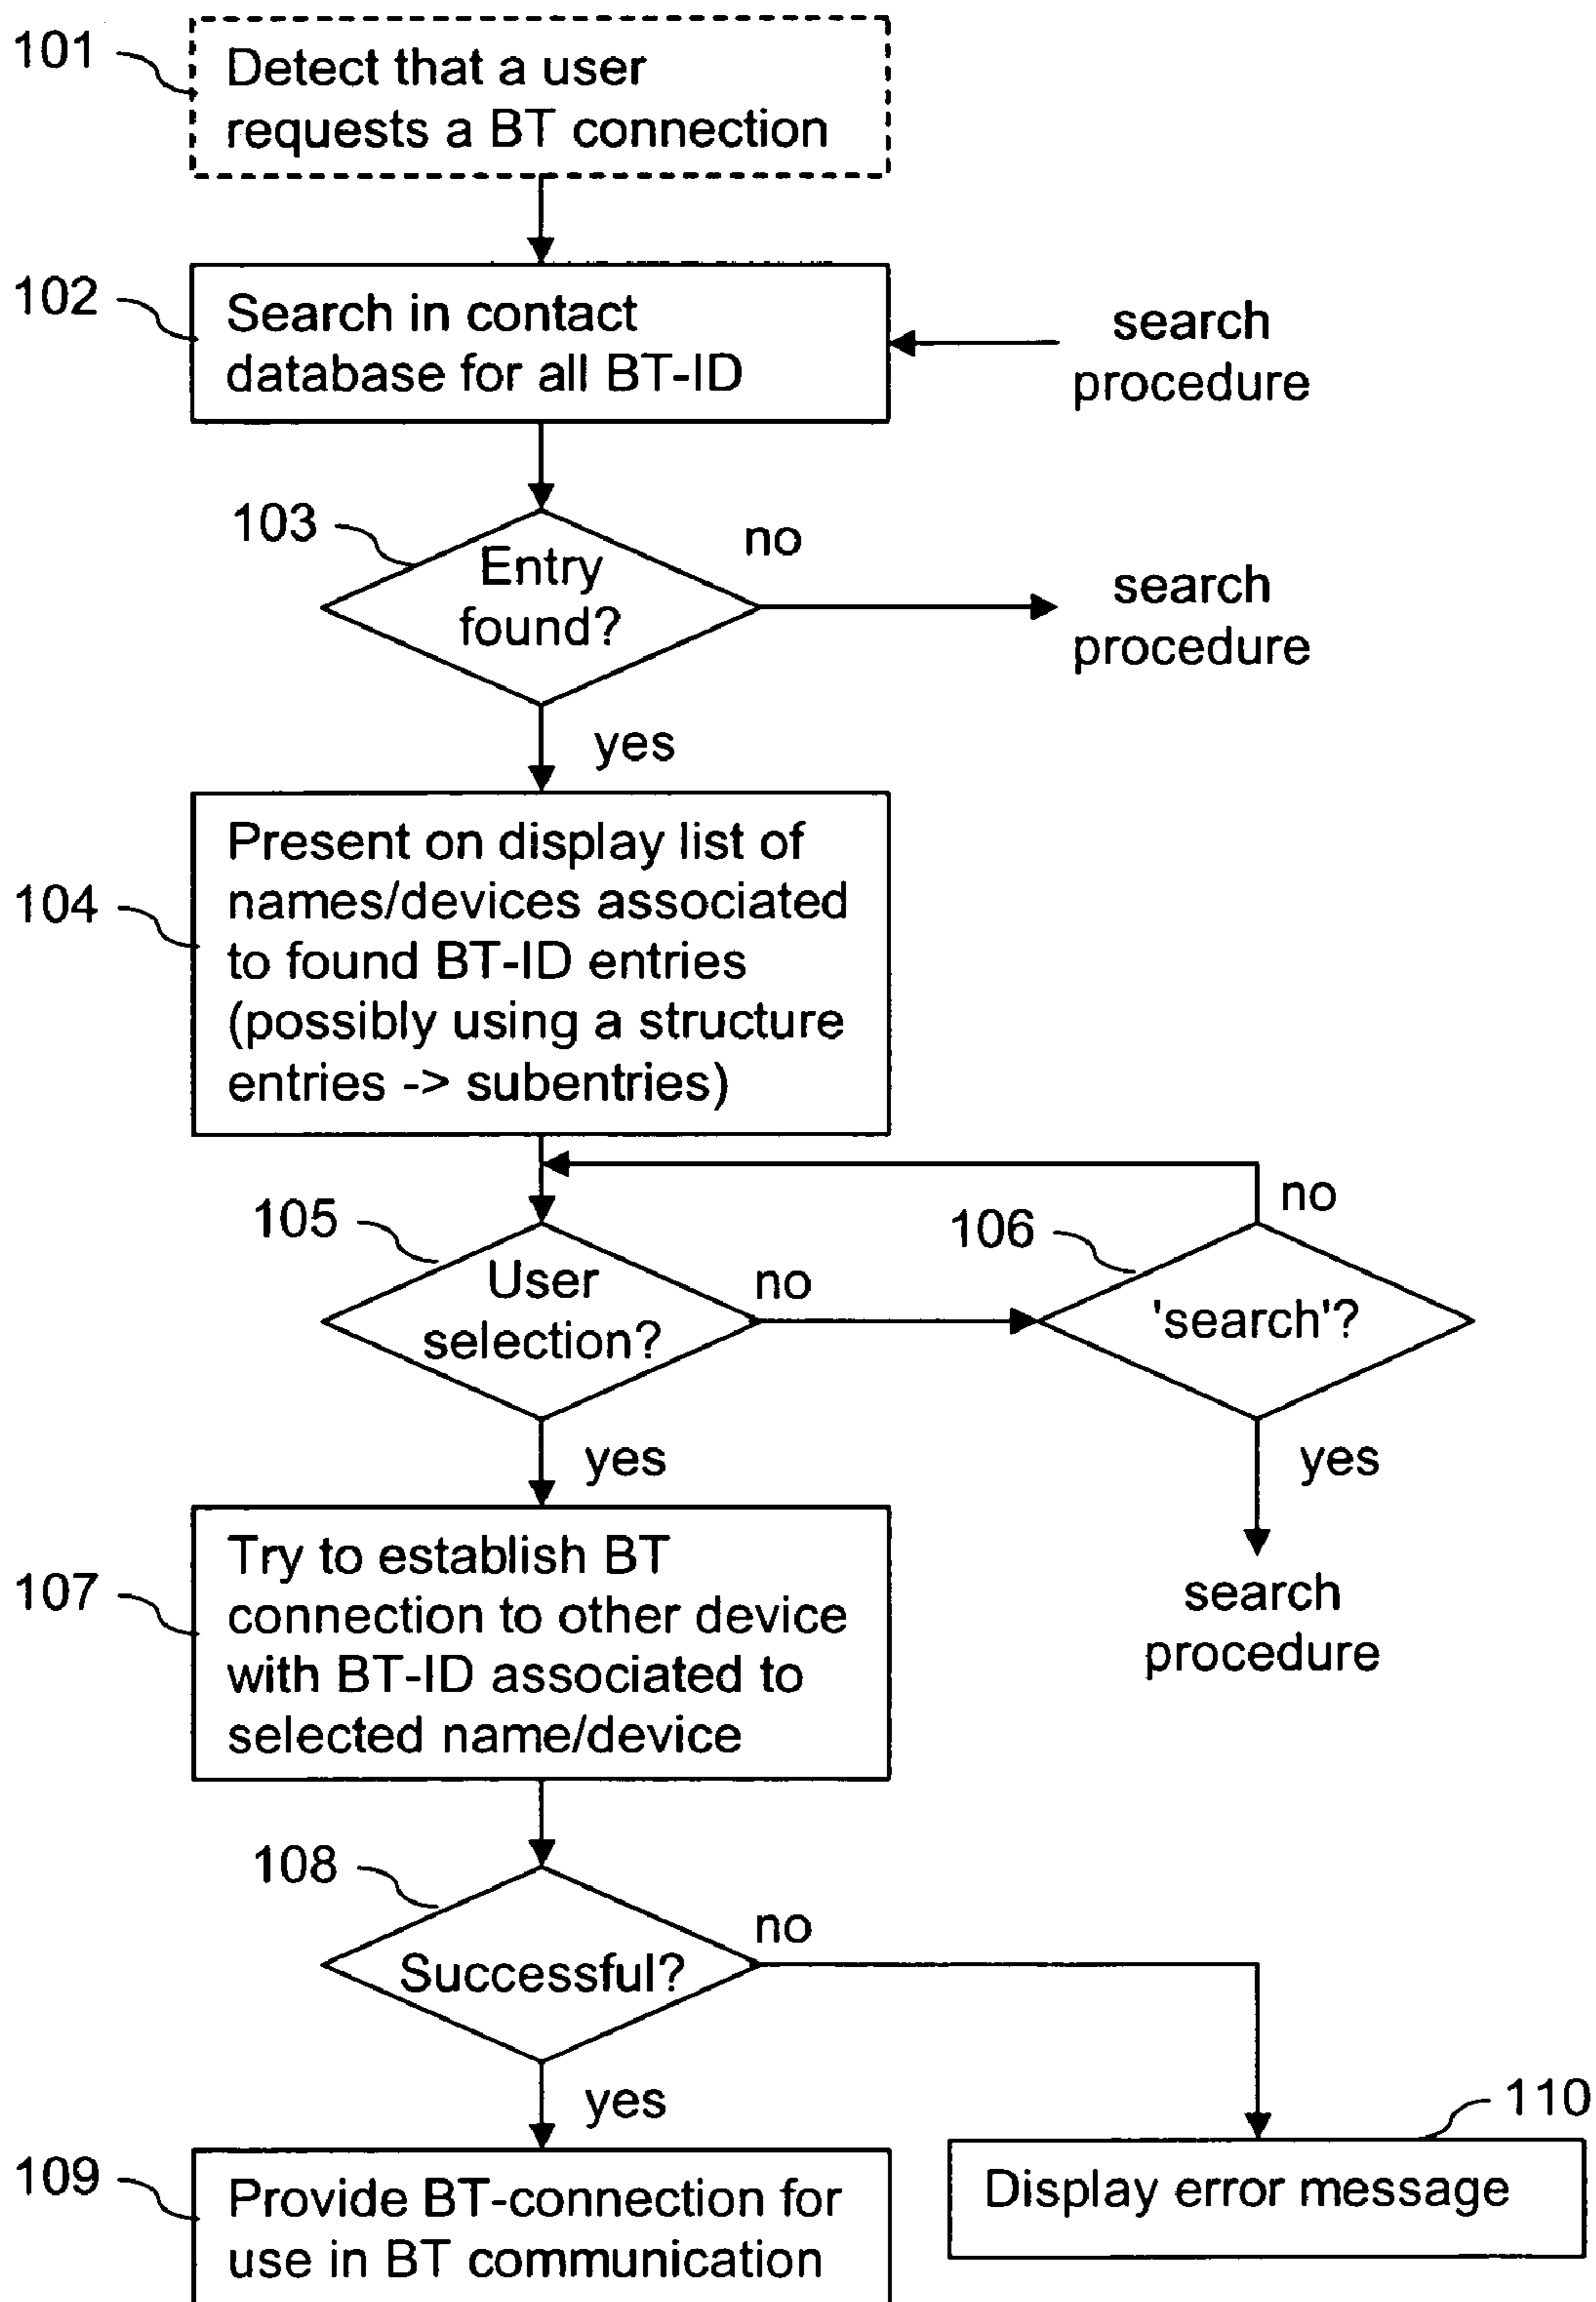 101
Detect that a user
requests a BT connection
102
Search in contact
database for all BT-ID
search
procedure
103
Entry
found?
no
search
procedure
yes
104
Present on display list of
names/devices associated
to found BT-ID entries
(possibly using a structure
entries -> subentries)
105
User
selection?
no
106
'search'?
no
yes
yes
search
procedure
107
Try to establish BT
connection to other device
with BT-ID associated to
selected name/device
108
Successful?
no
yes
109
Provide BT-connection for
use in BT communication
110
Display error message